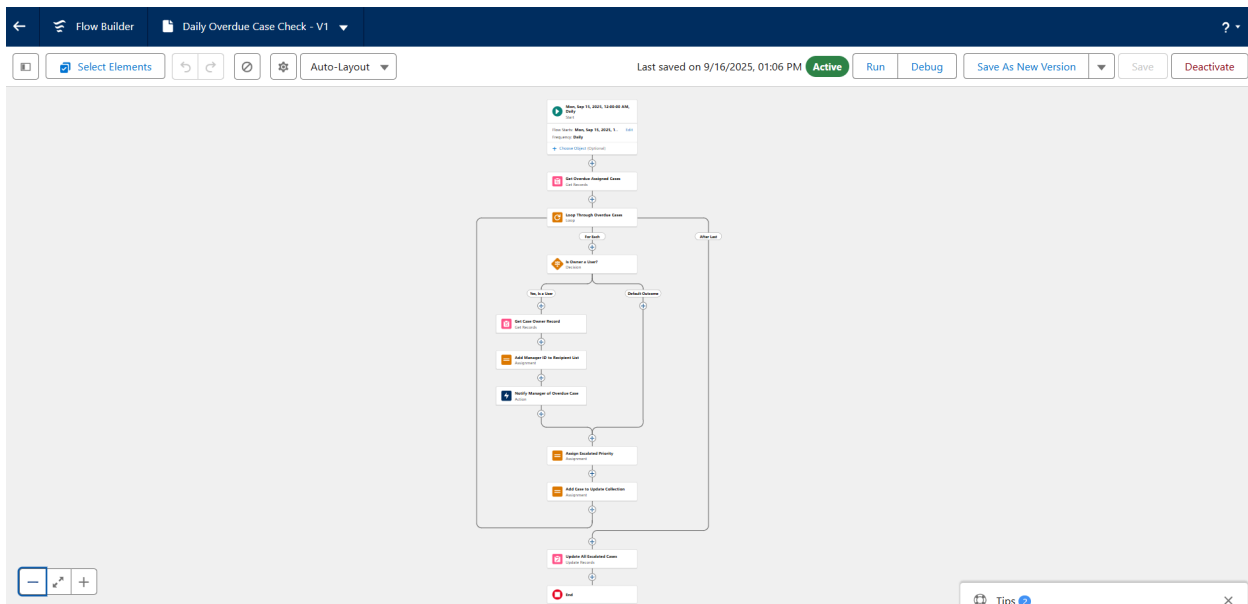 Flow Builder
Daily Overdue Case Check - V1
?
Select Elements
Auto-Layout
Last saved on 9/16/2025, 01:06 PM
Active
Run
Debug
Save As New Version
Save
Deactivate
Mon, Sep 15, 2025, 12:00:00 AM,
Daily
Start
Flow Starts: Mon, Sep 15, 2025, 1...
Edit
Frequency: Daily
+ Choose Object (Optional)
Get Overdue Assigned Cases
Get Records
Loop Through Overdue Cases
Loop
For Each
After Last
Is Owner a User?
Decision
Yes, Is a User
Default Outcome
Get Case Owner Record
Get Records
Add Manager ID to Recipient List
Assignment
Notify Manager of Overdue Case
Action
Assign Escalated Priority
Assignment
Add Case to Update Collection
Assignment
Update All Escalated Cases
Update Records
End
Tips 2